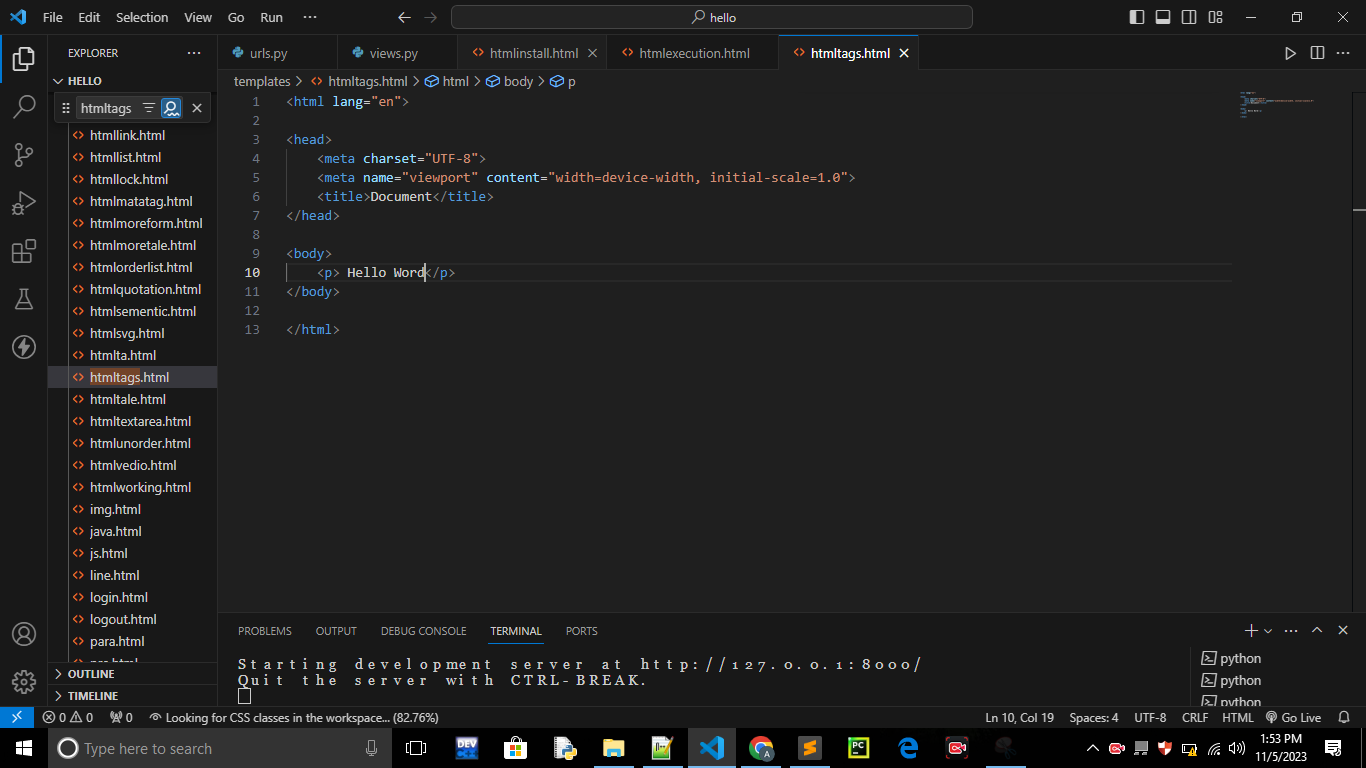 File Edit Selection View Go Run ··· hello
EXPLORER ···
HELLO
htmltags
htmllink.html
htmllist.html
htmllock.html
htmlmatatag.html
htmlmoreform.html
htmlmoretale.html
htmlorderlist.html
htmlquotation.html
htmlsementic.html
htmlsvg.html
htmlta.html
htmltags.html
htmltale.html
htmltextarea.html
htmlunorder.html
htmlvedio.html
htmlworking.html
img.html
java.html
js.html
line.html
login.html
logout.html
para.html
OUTLINE
TIMELINE
urls.py views.py htmlinstall.html htmlexecution.html htmltags.html
templates > htmltags.html > html > body > p
1 <html lang="en">
2
3 <head>
4 <meta charset="UTF-8">
5 <meta name="viewport" content="width=device-width, initial-scale=1.0">
6 <title>Document</title>
7 </head>
8
9 <body>
10 <p> Hello Word</p>
11 </body>
12
13 </html>
PROBLEMS OUTPUT DEBUG CONSOLE TERMINAL PORTS
Starting development server at http://127.0.0.1:8000/
Quit the server with CTRL-BREAK.
python
python
python
0 0 0 Looking for CSS classes in the workspace... (82.76%) Ln 10, Col 19 Spaces: 4 UTF-8 CRLF HTML Go Live
Type here to search
DEV
PC
1:53 PM
11/5/2023